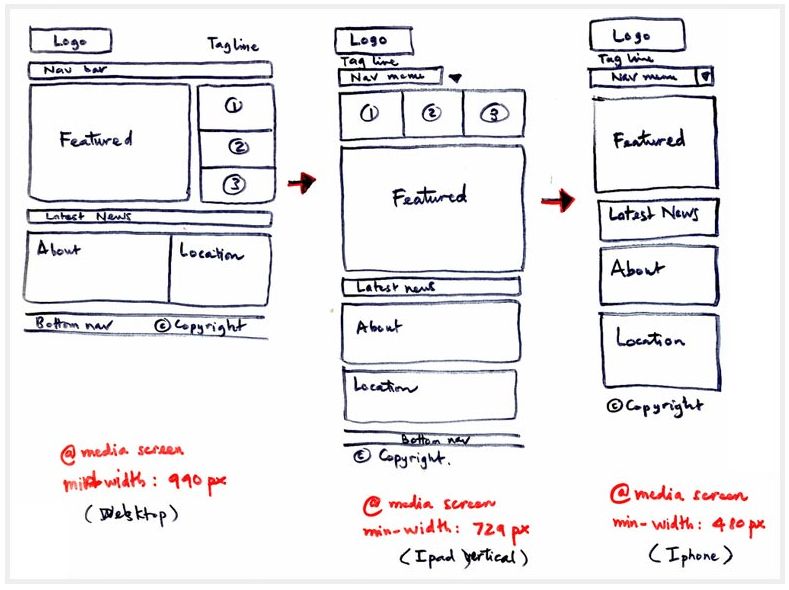 Logo
Tagline
Nav bar
Featured
①
②
③
Latest News
About
Location
Bottom nav © Copyright
@media screen
min-width: 990 px
(Desktop)
Logo
Tag line
Nav menu
① ② ③
Featured
Latest news
About
Location
Bottom nav
© Copyright.
@media screen
min-width: 729 px
(Ipad vertical)
Logo
Tag line
Nav menu
Featured
Latest News
About
Location
© Copyright
@media screen
min-width: 480 px
(Iphone)